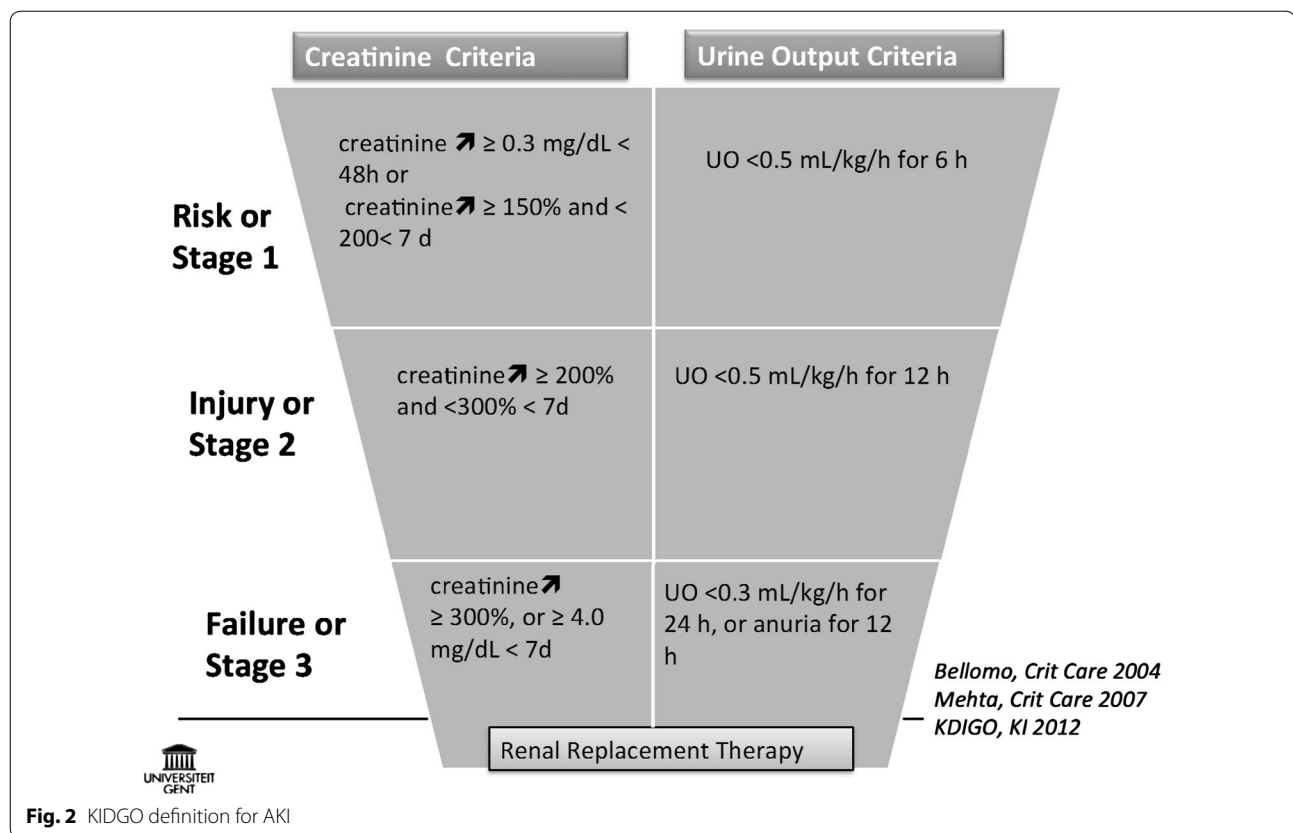 Creatinine Criteria
Urine Output Criteria
Risk or
Stage 1
creatinine ↗ ≥ 0.3 mg/dL <
48h or
creatinine↗ ≥ 150% and <
200< 7 d
UO <0.5 mL/kg/h for 6 h
Injury or
Stage 2
creatinine↗ ≥ 200%
and <300% < 7d
UO <0.5 mL/kg/h for 12 h
Failure or
Stage 3
creatinine↗
≥ 300%, or ≥ 4.0
mg/dL < 7d
UO <0.3 mL/kg/h for
24 h, or anuria for 12
h
Bellomo, Crit Care 2004
Mehta, Crit Care 2007
KDIGO, KI 2012
Renal Replacement Therapy
UNIVERSITEIT
GENT
Fig. 2 KIDGO definition for AKI